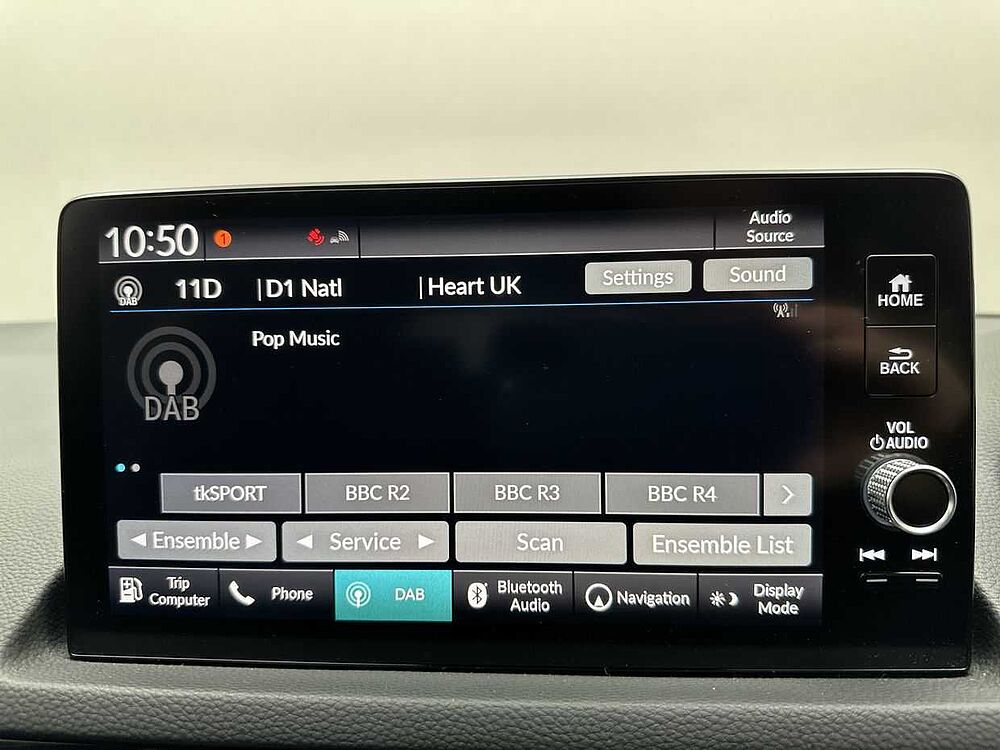 10:50
1
Audio
Source
DAB
11D
|D1 Natl
|Heart UK
Settings
Sound
HOME
Pop Music
BACK
DAB
VOL
AUDIO
tkSPORT
BBC R2
BBC R3
BBC R4
Ensemble
Service
Scan
Ensemble List
Trip
Computer
Phone
DAB
Bluetooth
Audio
Navigation
Display
Mode